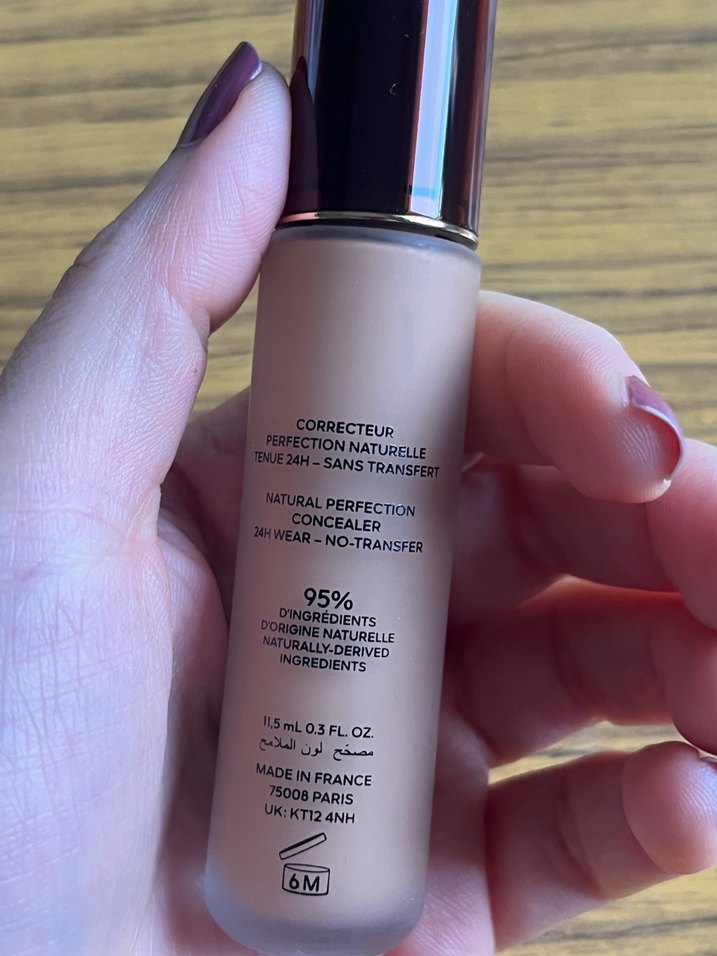 CORRECTEUR
PERFECTION NATURELLE
TENUE 24H – SANS TRANSFERT
NATURAL PERFECTION
CONCEALER
24H WEAR – NO-TRANSFER
95%
D'INGRÉDIENTS
D'ORIGINE NATURELLE
NATURALLY-DERIVED
INGREDIENTS
11,5 mL 0.3 FL. OZ.
مصحّح لون الملامح
MADE IN FRANCE
75008 PARIS
UK: KT12 4NH
6M